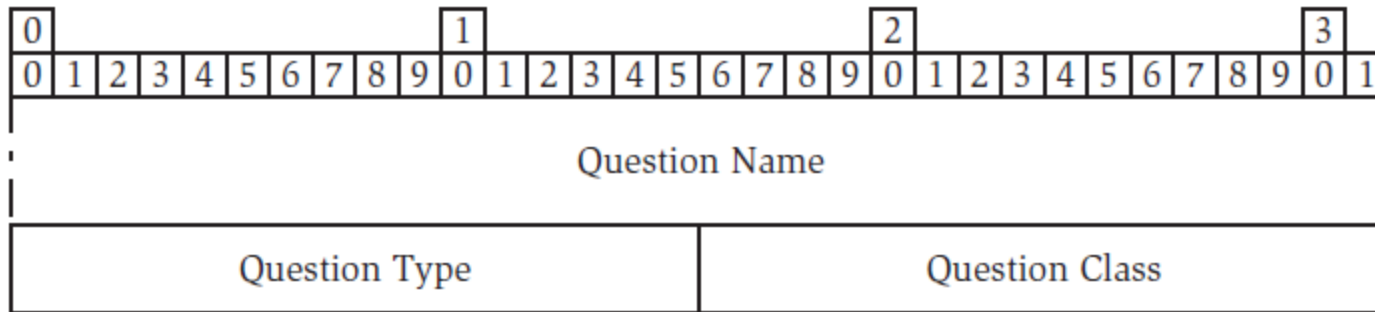 0 1 2 3
0 1 2 3 4 5 6 7 8 9 0 1 2 3 4 5 6 7 8 9 0 1 2 3 4 5 6 7 8 9 0 1
Question Name
Question Type Question Class